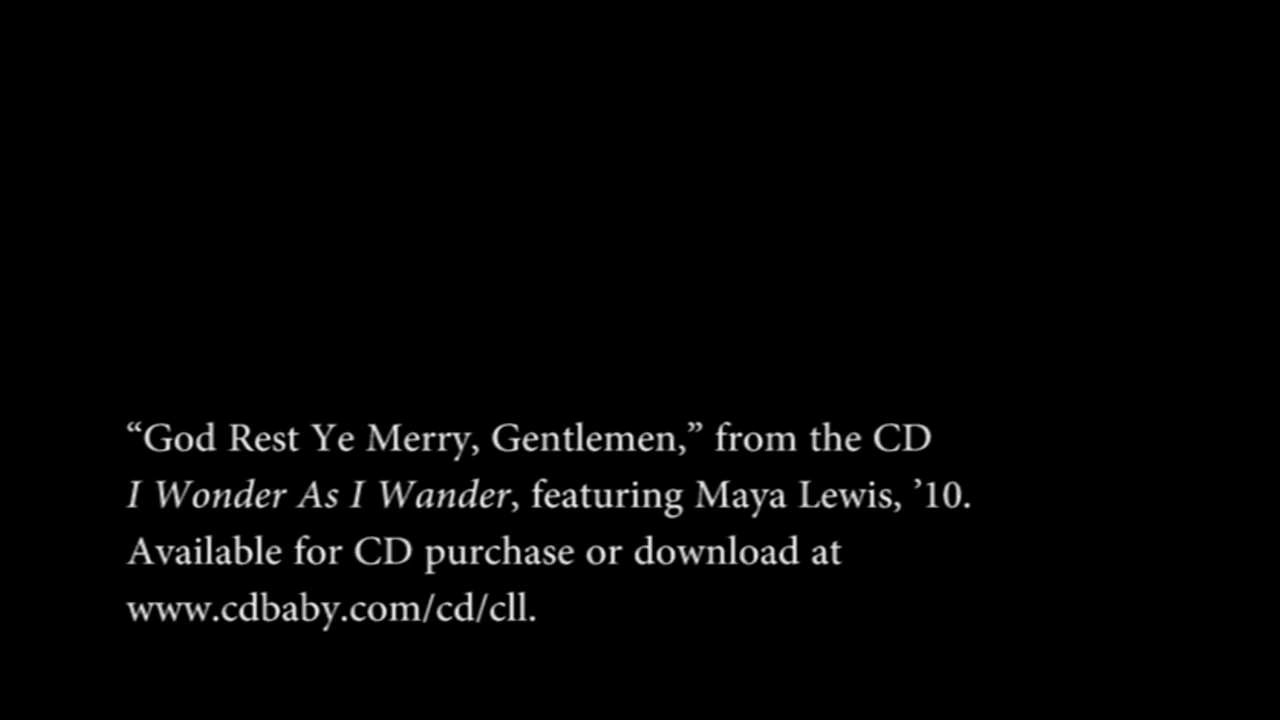 “God Rest Ye Merry, Gentlemen,” from the CD
I Wonder As I Wander, featuring Maya Lewis, ’10.
Available for CD purchase or download at
www.cdbaby.com/cd/cll.